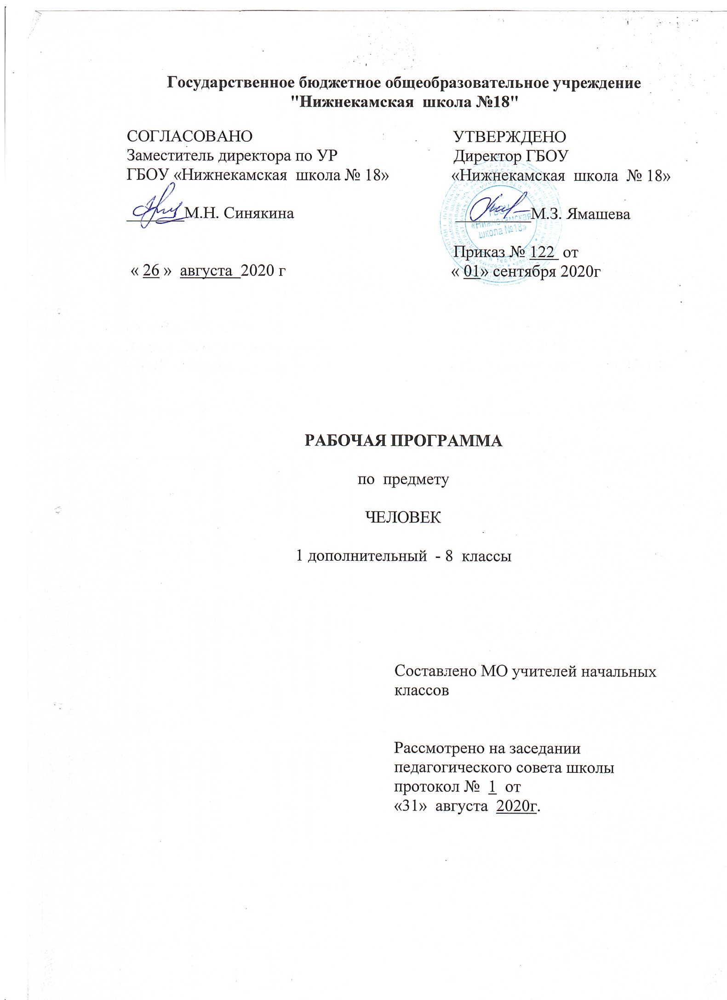 Государственное бюджетное общеобразовательное учреждение
"Нижнекамская школа №18"
СОГЛАСОВАНО
Заместитель директора по УР
ГБОУ «Нижнекамская школа № 18»
М.Н. Синякина
« 26 » августа 2020 г
УТВЕРЖДЕНО
Директор ГБОУ
«Нижнекамская школа № 18»
М.З. Ямашева
ГБОУ
«Нижнекамская
школа №18»
Приказ № 122 от
« 01» сентября 2020г
РАБОЧАЯ ПРОГРАММА
по предмету
ЧЕЛОВЕК
1 дополнительный - 8 классы
Составлено МО учителей начальных
классов
Рассмотрено на заседании
педагогического совета школы
протокол № 1 от
«31» августа 2020г.